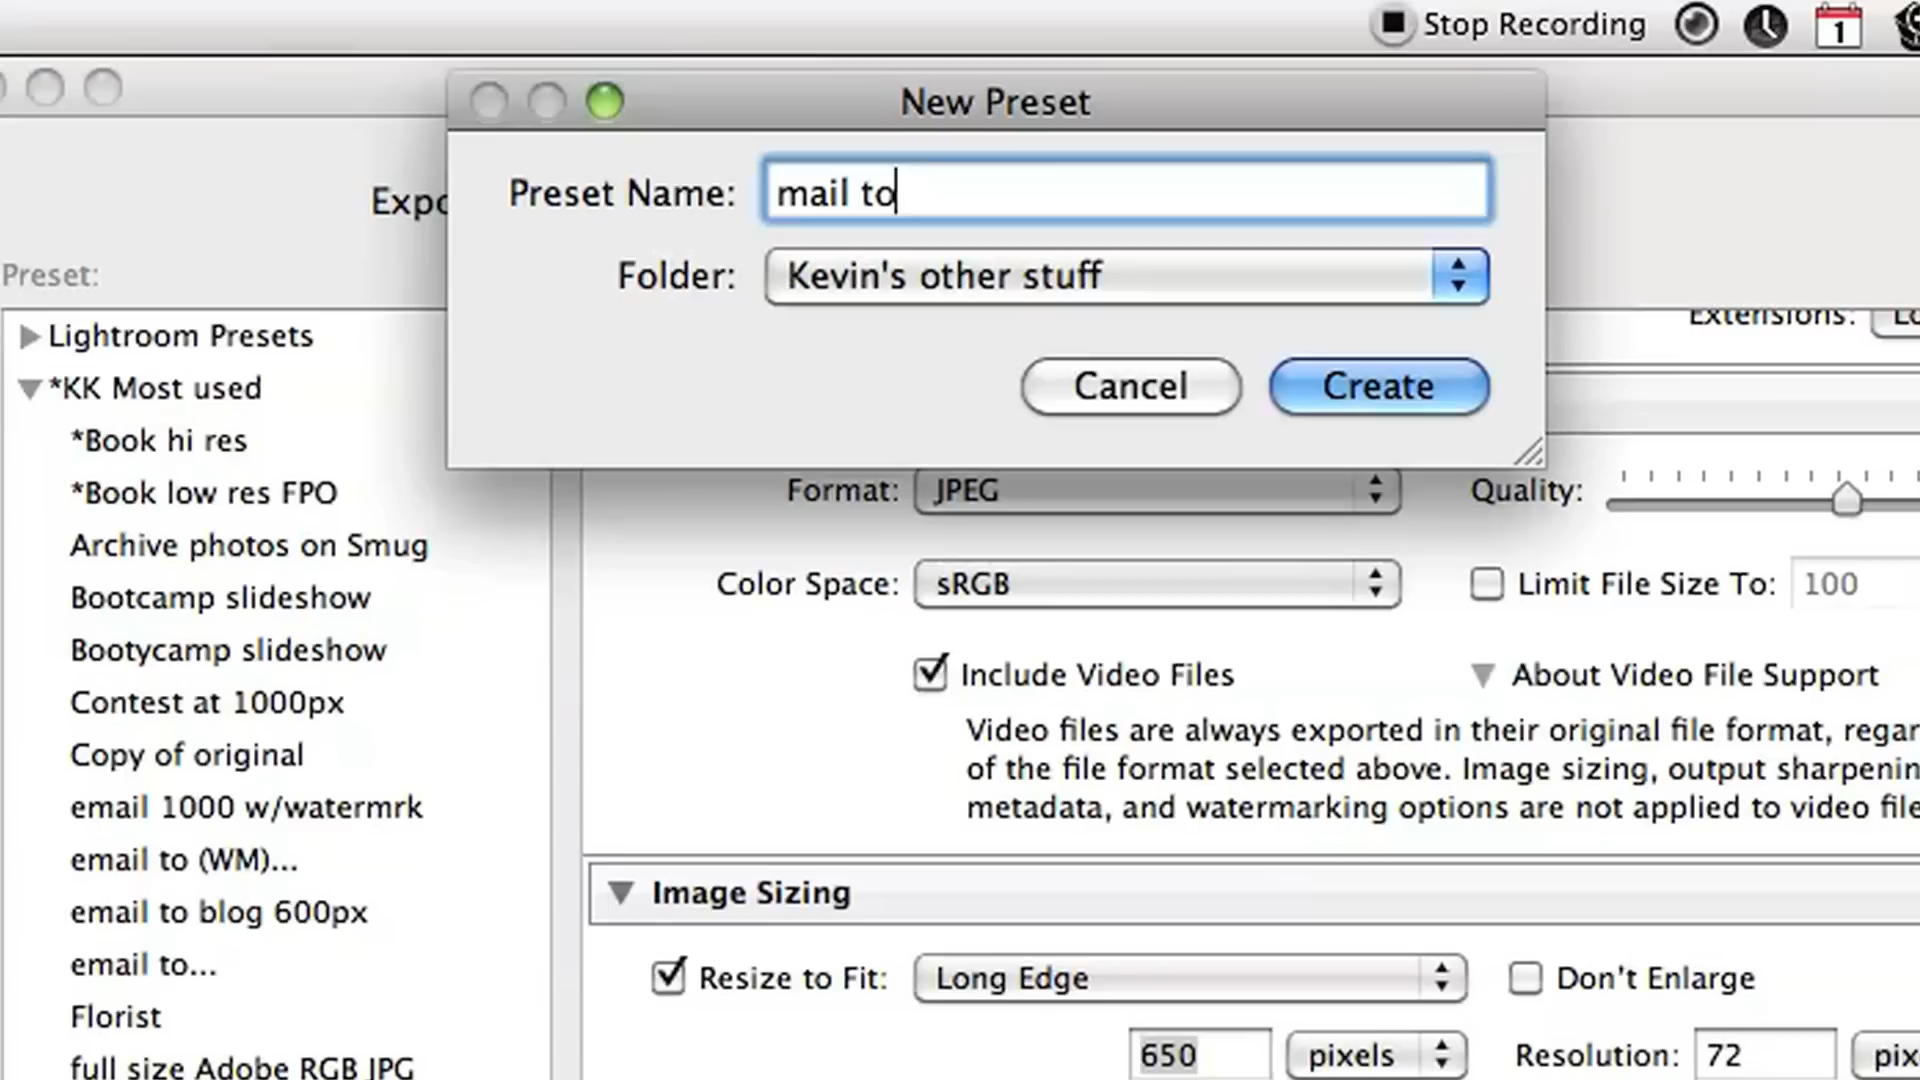 Stop Recording
1
New Preset
Preset Name: mail to
Folder: Kevin's other stuff
Cancel Create
Expo
Preset:
Lightroom Presets
*KK Most used
*Book hi res
*Book low res FPO
Archive photos on Smug
Bootcamp slideshow
Bootycamp slideshow
Contest at 1000px
Copy of original
email 1000 w/watermrk
email to (WM)...
email to blog 600px
email to...
Florist
full size Adobe RGB JPG
Extensions: Lo
Format: JPEG Quality:
Color Space: sRGB Limit File Size To: 100
Include Video Files About Video File Support
Video files are always exported in their original file format, regar
of the file format selected above. Image sizing, output sharpenin
metadata, and watermarking options are not applied to video file
Image Sizing
Resize to Fit: Long Edge Don't Enlarge
650 pixels Resolution: 72 pix